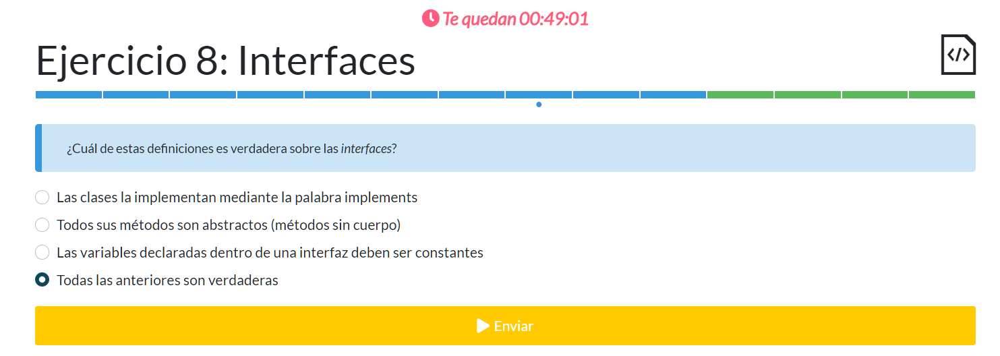 Te quedan 00:49:01
Ejercicio 8: Interfaces
</>
¿Cuál de estas definiciones es verdadera sobre las interfaces?
Las clases la implementan mediante la palabra implements
Todos sus métodos son abstractos (métodos sin cuerpo)
Las variables declaradas dentro de una interfaz deben ser constantes
Todas las anteriores son verdaderas
Enviar